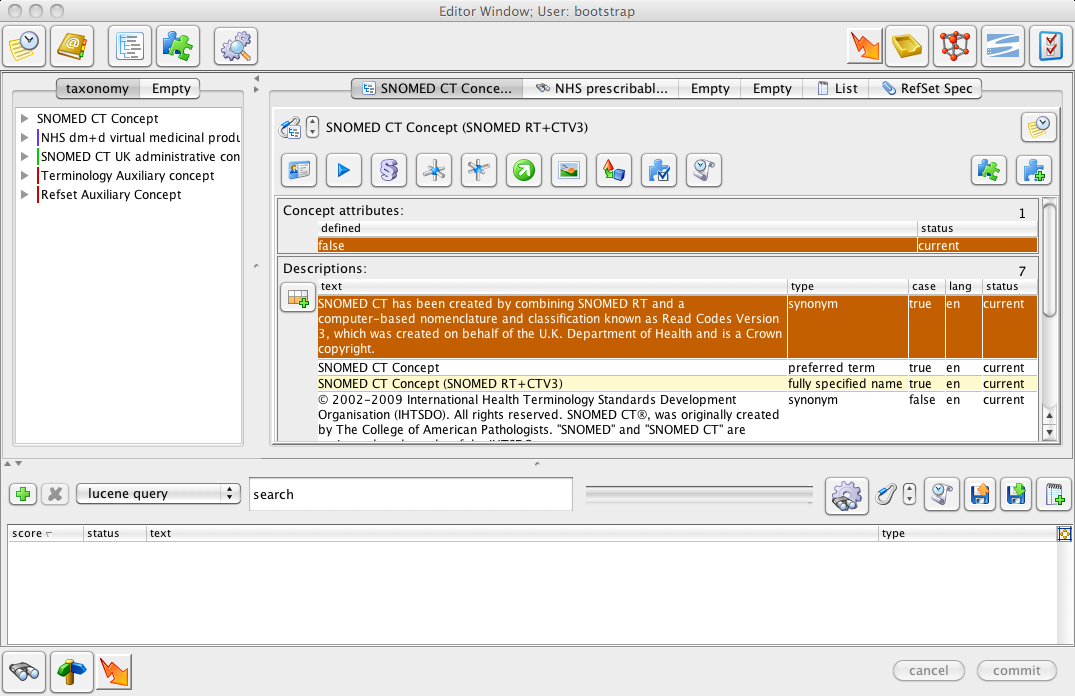 Editor Window; User: bootstrap
taxonomy Empty
SNOMED CT Conce... NHS prescribabl... Empty Empty List RefSet Spec
SNOMED CT Concept
NHS dm+d virtual medicinal produ
SNOMED CT UK administrative con
Terminology Auxiliary concept
Refset Auxiliary Concept
SNOMED CT Concept (SNOMED RT+CTV3)
Concept attributes: 1
defined status
false current
Descriptions: 7
text type case lang status
SNOMED CT has been created by combining SNOMED RT and a synonym true en current
computer-based nomenclature and classification known as Read Codes Version
3, which was created on behalf of the U.K. Department of Health and is a Crown
copyright.
SNOMED CT Concept preferred term true en current
SNOMED CT Concept (SNOMED RT+CTV3) fully specified name true en current
© 2002-2009 International Health Terminology Standards Development synonym false en current
Organisation (IHTSDO). All rights reserved. SNOMED CT®, was originally created
by The College of American Pathologists. "SNOMED" and "SNOMED CT" are
lucene query search
score status text type
cancel commit